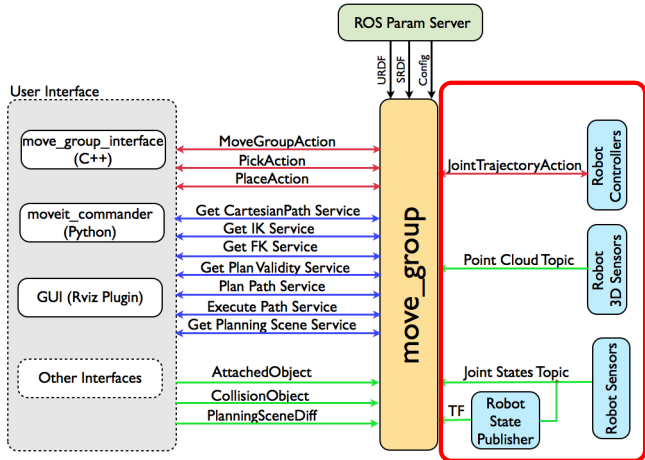 ROS Param Server
URDF
SRDF
Config
User Interface
move_group_interface
(C++)
moveit_commander
(Python)
GUI (Rviz Plugin)
Other Interfaces
MoveGroupAction
PickAction
PlaceAction
Get CartesianPath Service
Get IK Service
Get FK Service
Get Plan Validity Service
Plan Path Service
Execute Path Service
Get Planning Scene Service
AttachedObject
CollisionObject
PlanningSceneDiff
move_group
JointTrajectoryAction
Robot
Controllers
Point Cloud Topic
Robot
3D Sensors
Joint States Topic
Robot Sensors
TF
Robot
State
Publisher